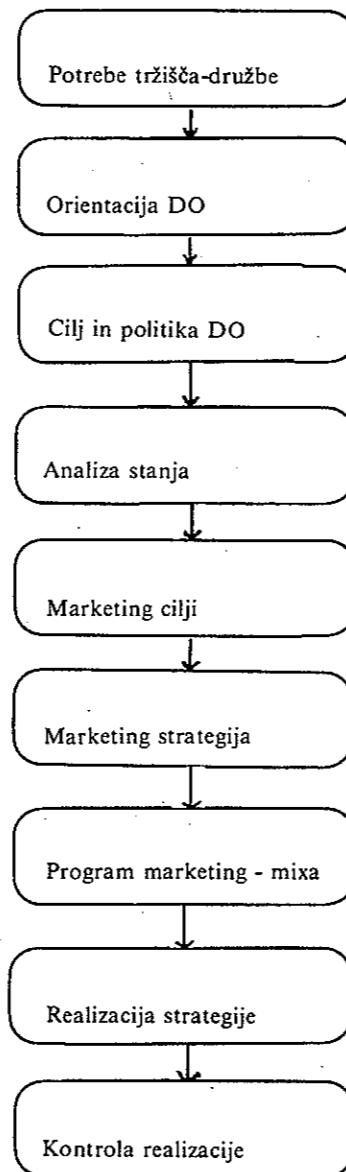 Potrebe tržišča-družbe
Orientacija DO
Cilj in politika DO
Analiza stanja
Marketing cilji
Marketing strategija
Program marketing - mixa
Realizacija strategije
Kontrola realizacije